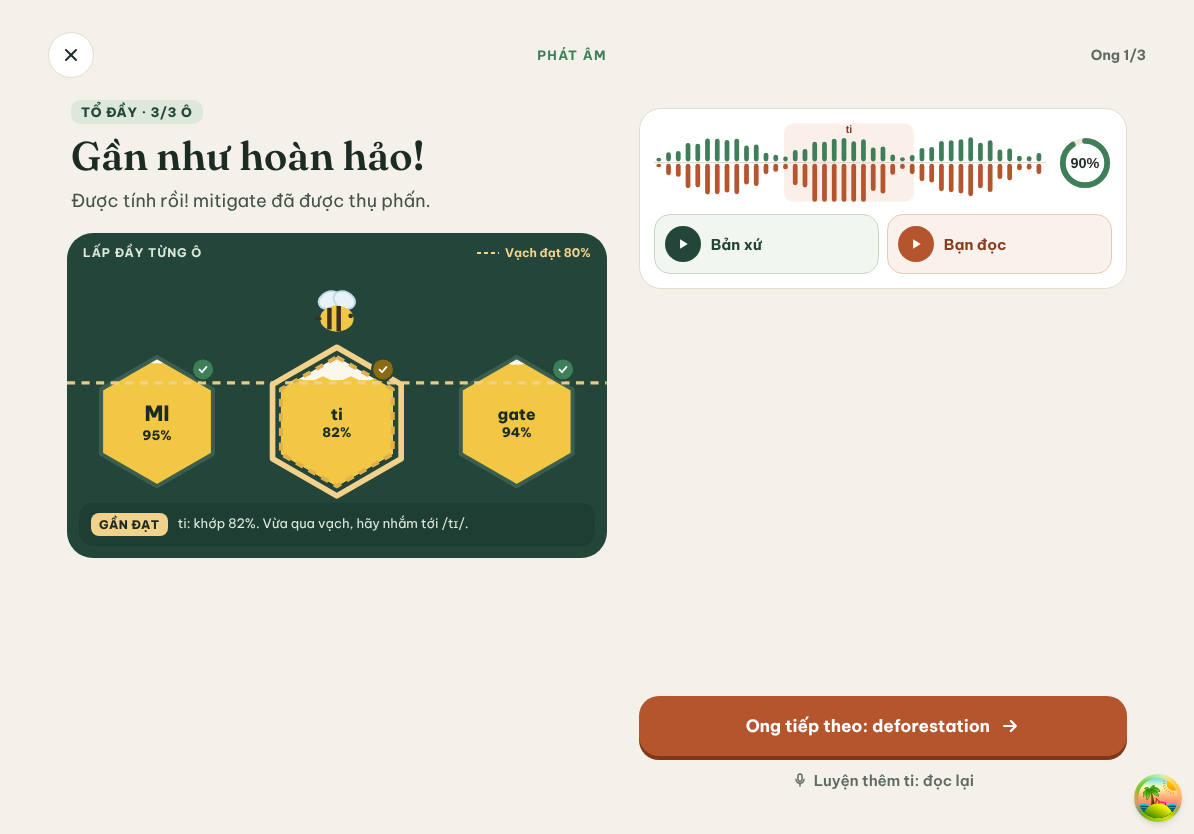 PHÁT ÂM
Ong 1/3
TỔ ĐẦY · 3/3 Ô
Gần như hoàn hảo!
Được tính rồi! mitigate đã được thụ phấn.
LẤP ĐẦY TỪNG Ô
Vạch đạt 80%
MI
95%
ti
82%
gate
94%
GẦN ĐẠT
ti: khớp 82%. Vừa qua vạch, hãy nhắm tới /tɪ/.
ti
90%
Bản xứ
Bạn đọc
Ong tiếp theo: deforestation
Luyện thêm ti: đọc lại